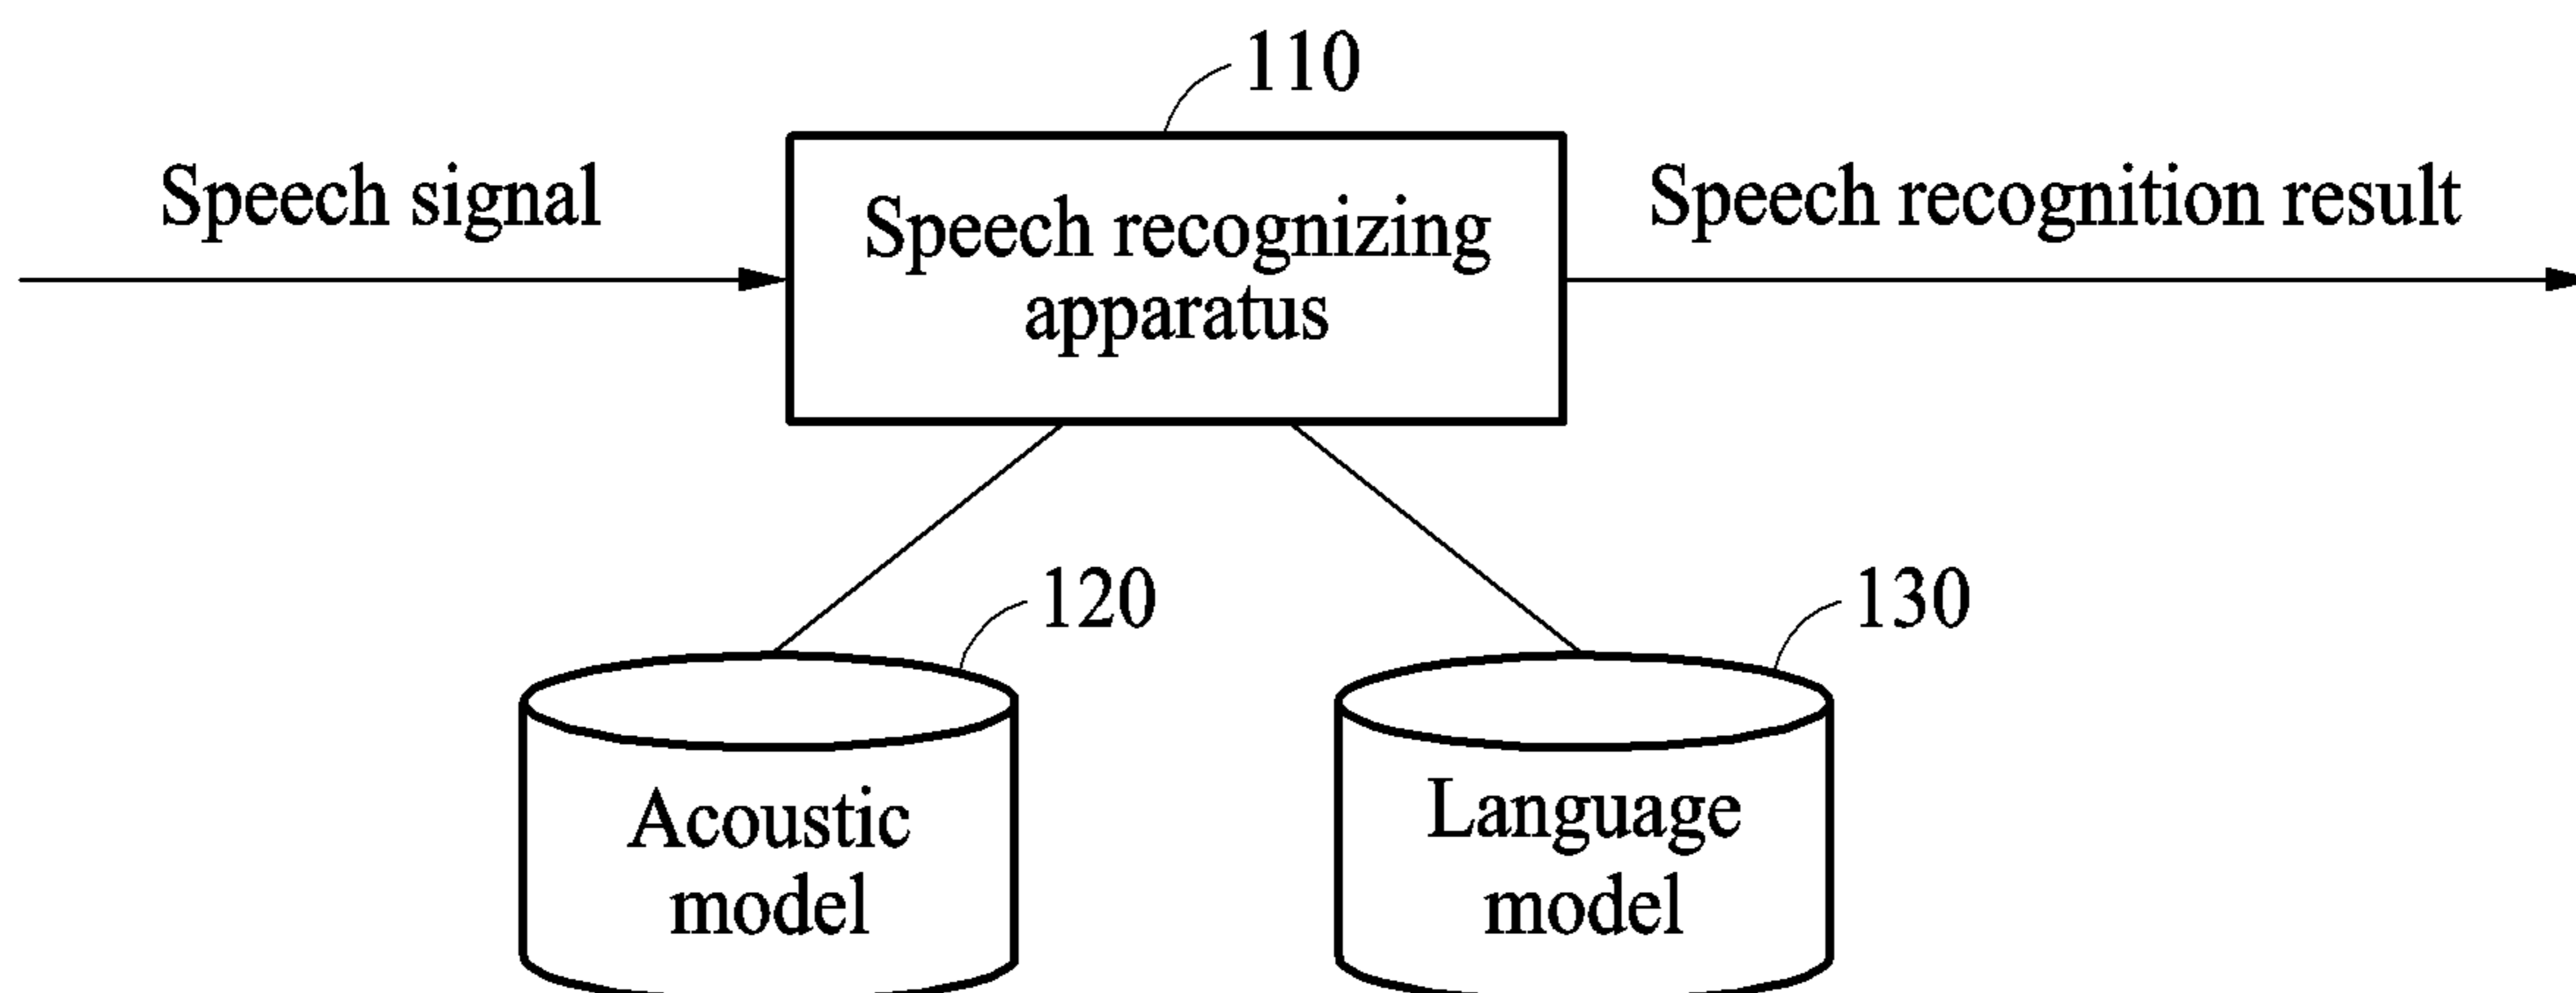 110
Speech signal
Speech recognizing
apparatus
Speech recognition result
120
130
Acoustic
model
Language
model